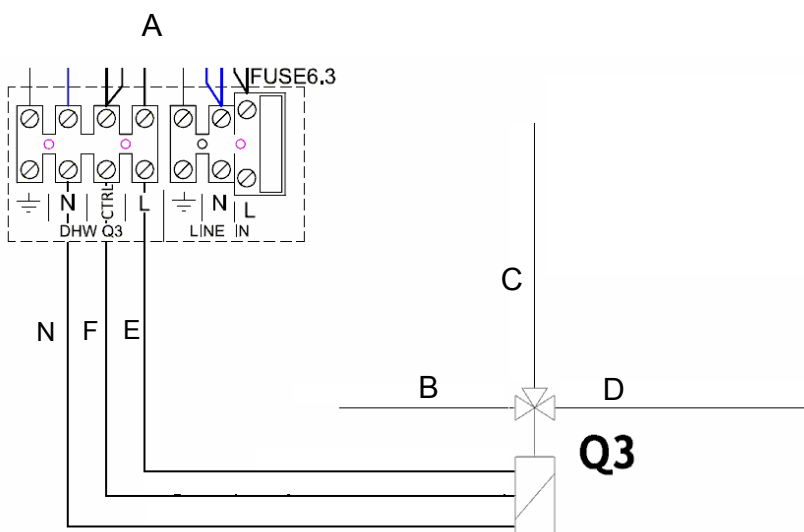 A
FUSE6.3
N CTRL L N L
DHW Q3 LINE IN
C
N F E
B D
Q3